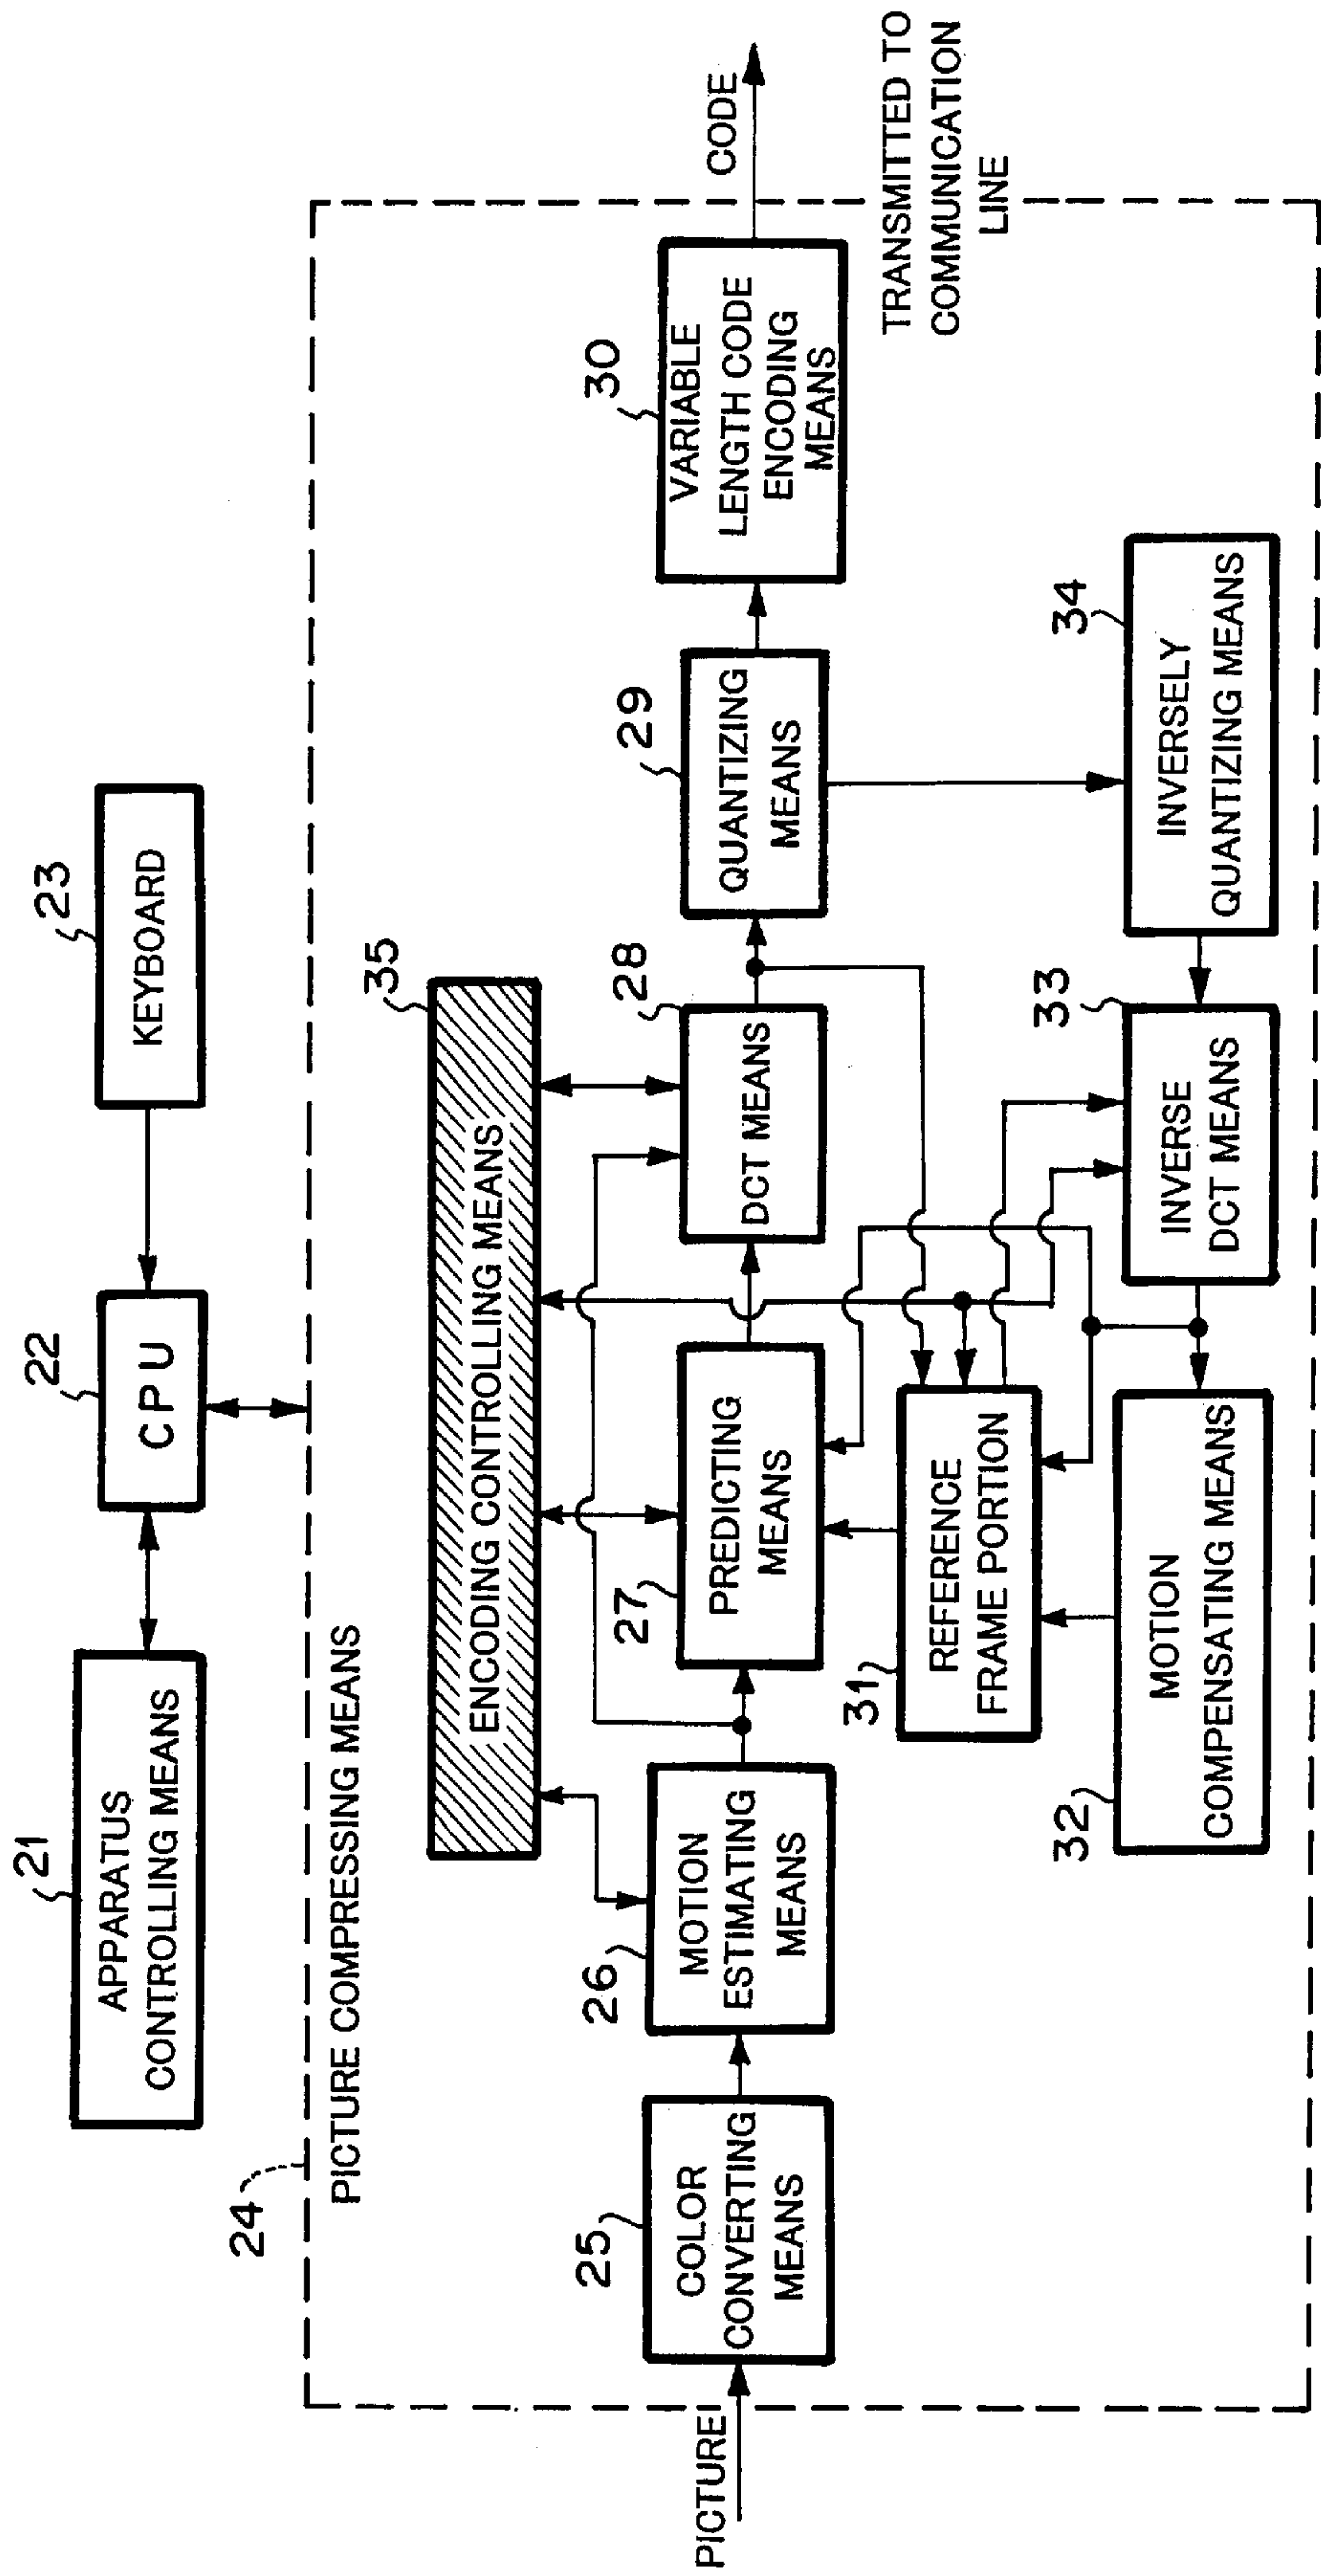 21
APPARATUS
CONTROLLING MEANS
22
CPU
23
KEYBOARD
24
PICTURE COMPRESSING MEANS
35
ENCODING CONTROLLING MEANS
PICTURE
25
COLOR
CONVERTING
MEANS
26
MOTION
ESTIMATING
MEANS
27
PREDICTING
MEANS
28
DCT MEANS
29
QUANTIZING
MEANS
30
VARIABLE
LENGTH CODE
ENCODING
MEANS
CODE
TRANSMITTED TO
COMMUNICATION
LINE
31
REFERENCE
FRAME PORTION
32
MOTION
COMPENSATING MEANS
33
INVERSE
DCT MEANS
34
INVERSELY
QUANTIZING MEANS